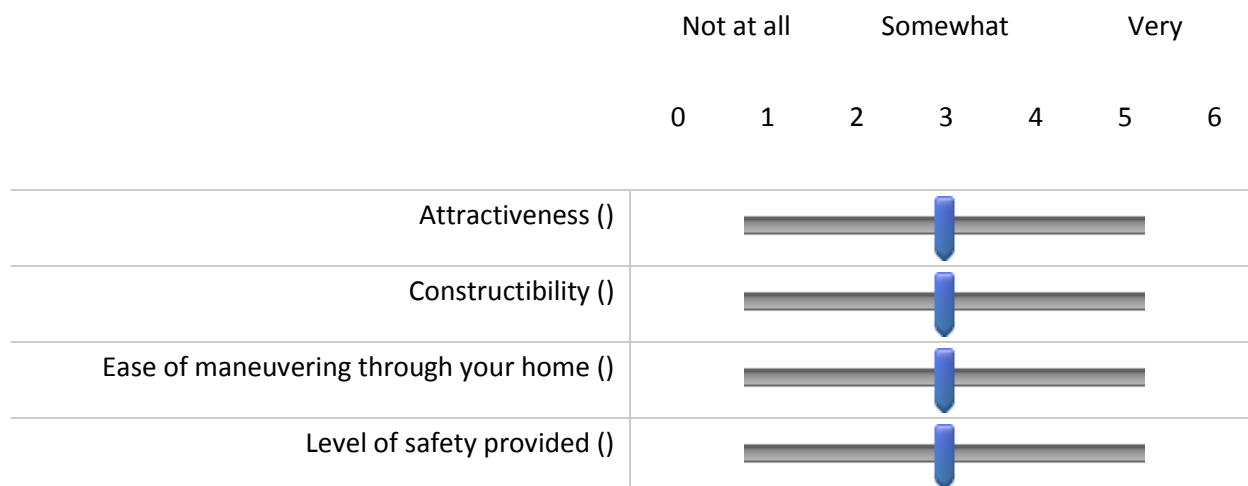 Not at all Somewhat Very
0 1 2 3 4 5 6
Attractiveness ()
Constructibility ()
Ease of maneuvering through your home ()
Level of safety provided ()